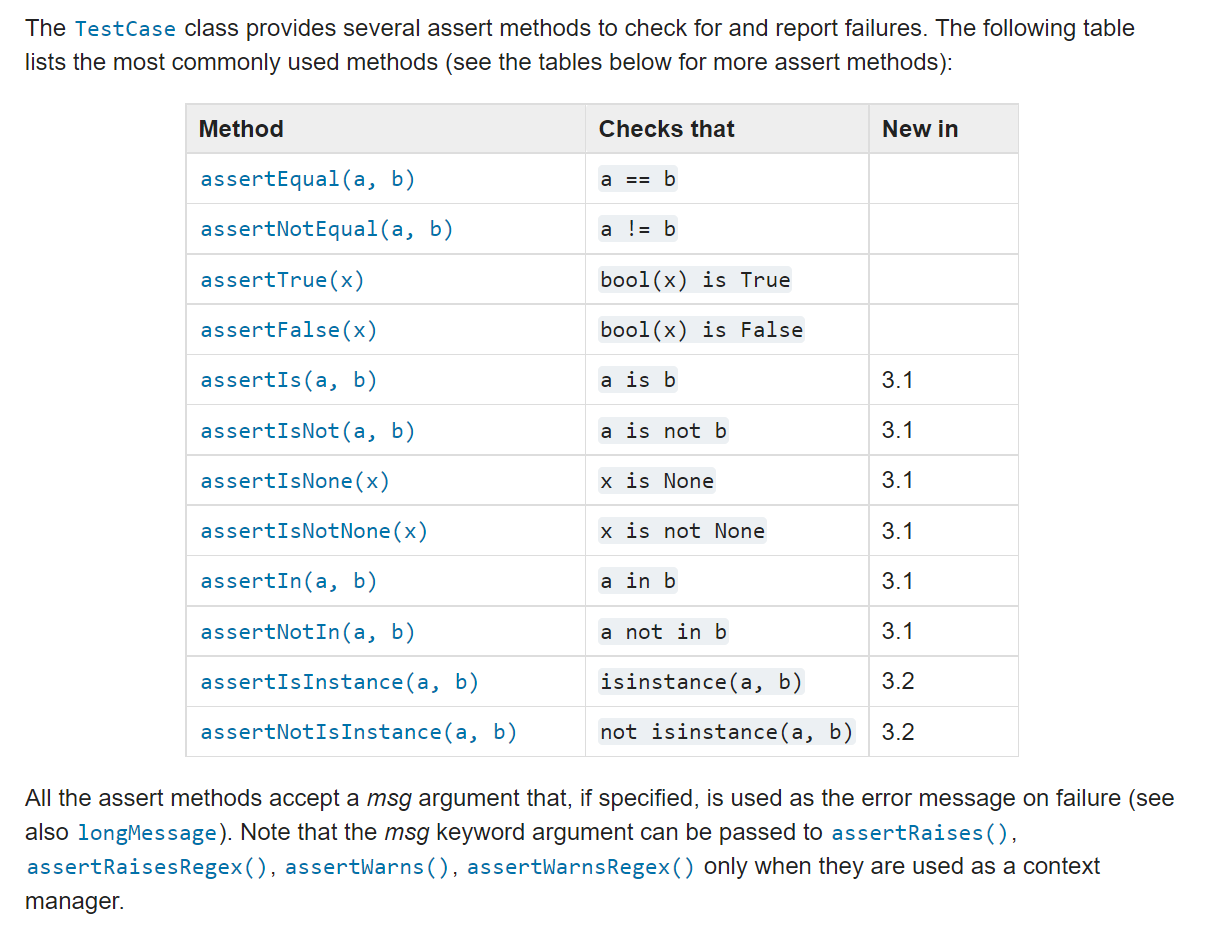 The TestCase class provides several assert methods to check for and report failures. The following table
lists the most commonly used methods (see the tables below for more assert methods):
Method Checks that New in
assertEqual(a, b) a == b
assertNotEqual(a, b) a != b
assertTrue(x) bool(x) is True
assertFalse(x) bool(x) is False
assertIs(a, b) a is b 3.1
assertIsNot(a, b) a is not b 3.1
assertIsNone(x) x is None 3.1
assertIsNotNone(x) x is not None 3.1
assertIn(a, b) a in b 3.1
assertNotIn(a, b) a not in b 3.1
assertIsInstance(a, b) isinstance(a, b) 3.2
assertNotIsInstance(a, b) not isinstance(a, b) 3.2
All the assert methods accept a msg argument that, if specified, is used as the error message on failure (see
also longMessage). Note that the msg keyword argument can be passed to assertRaises(),
assertRaisesRegex(), assertWarns(), assertWarnsRegex() only when they are used as a context
manager.